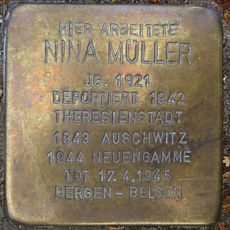 HIER ARBEITETE
NINA MÜLLER
JG. 1921
DEPORTIERT 1942
THERESIENSTADT
1943 AUSCHWITZ
1944 NEUENGAMME
TOT 17.4.1945
BERGEN-BELSEN